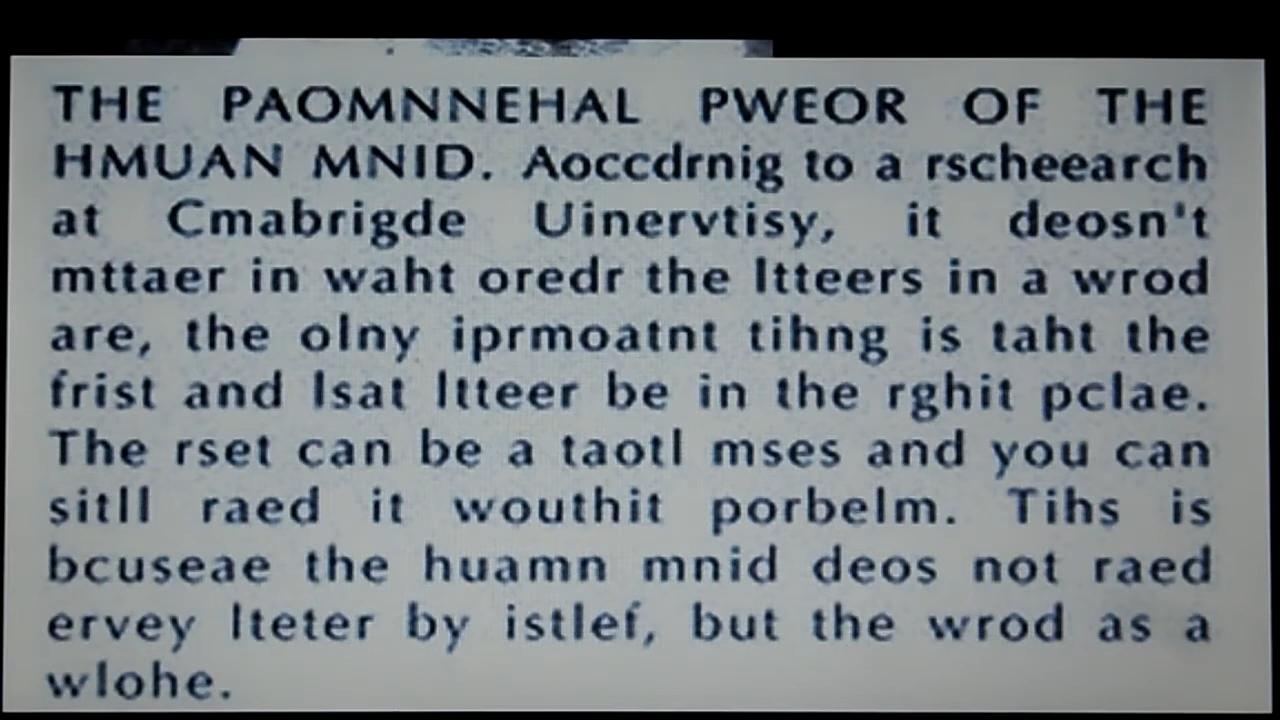 THE PAOMNNEHAL PWEOR OF THE
HMUAN MNID. Aoccdrnig to a rscheearch
at Cmabrigde Uinervtisy, it deosn't
mttaer in waht oredr the ltteers in a wrod
are, the olny iprmoatnt tihng is taht the
frist and lsat ltteer be in the rghit pclae.
The rset can be a taotl mses and you can
sitll raed it wouthit porbelm. Tihs is
bcuseae the huamn mnid deos not raed
ervey lteter by istlef, but the wrod as a
wlohe.